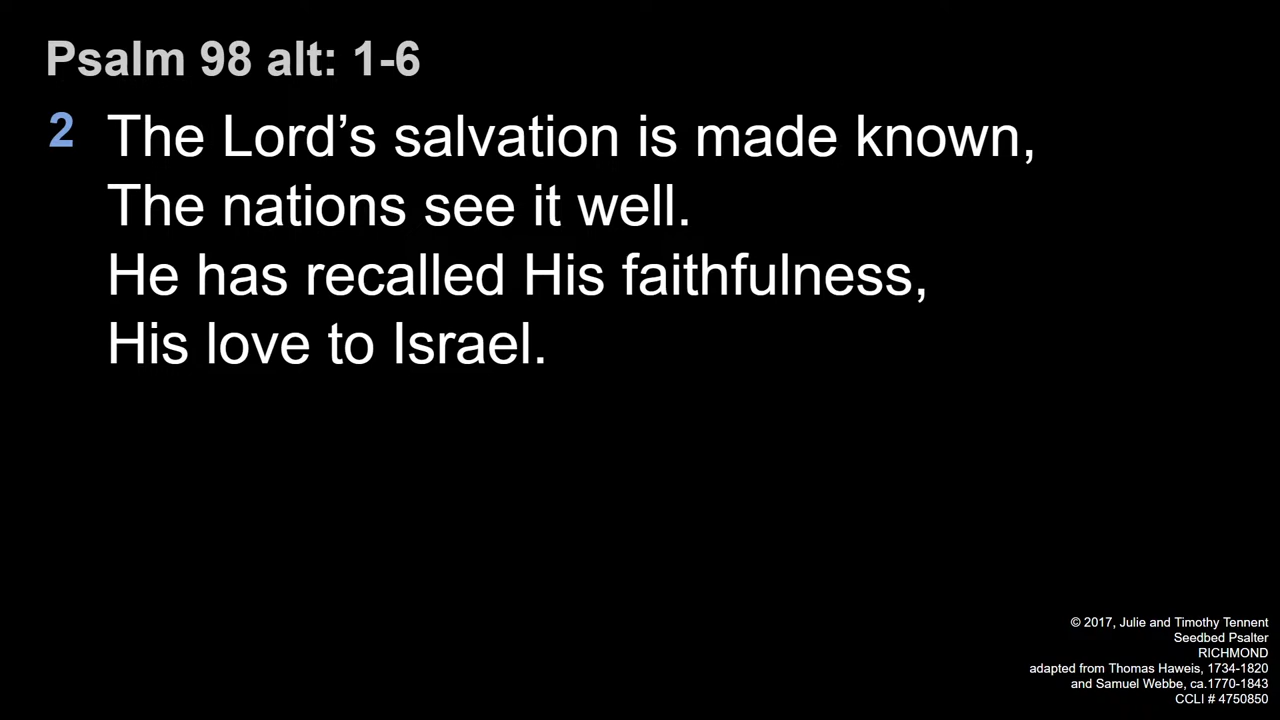 Psalm 98 alt: 1-6
2 The Lord’s salvation is made known,
The nations see it well.
He has recalled His faithfulness,
His love to Israel.
© 2017, Julie and Timothy Tennent
Seedbed Psalter
RICHMOND
adapted from Thomas Haweis, 1734-1820
and Samuel Webbe, ca.1770-1843
CCLI # 4750850